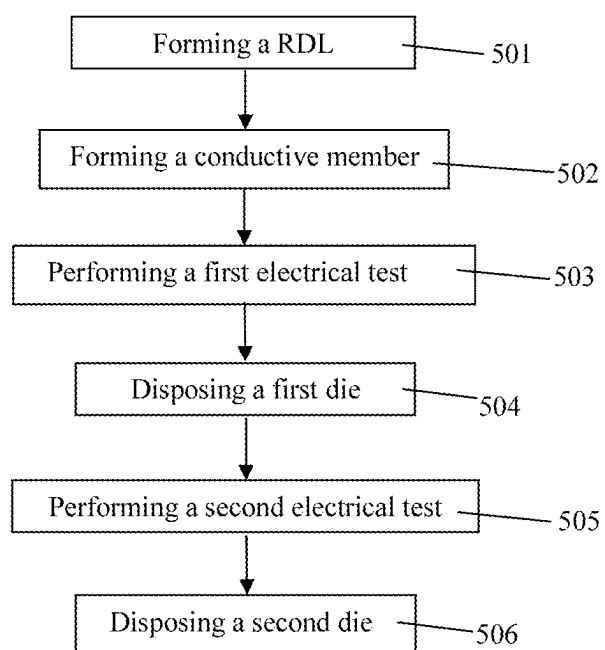 Forming a RDL
501
Forming a conductive member
502
Performing a first electrical test
503
Disposing a first die
504
Performing a second electrical test
505
Disposing a second die
506